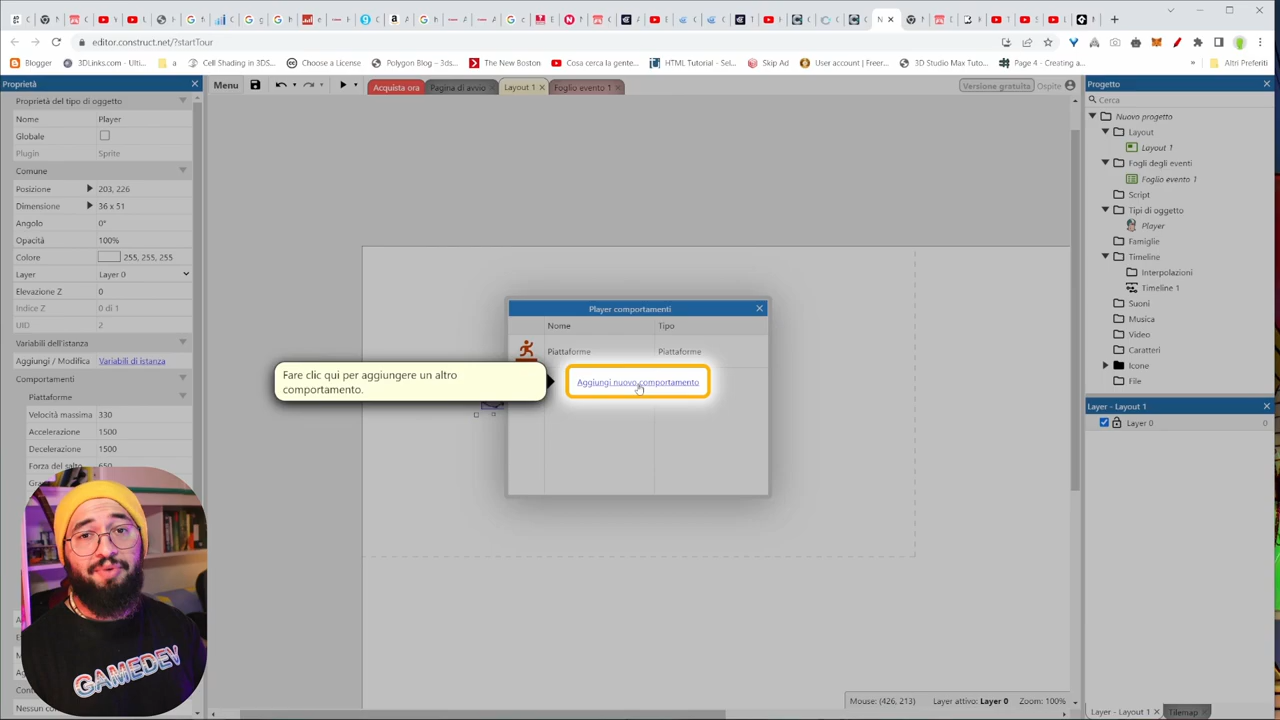 editor.construct.net/?startTour
Blogger
3DLinks.com - Ultima...
a
Cell Shading in 3DS...
Choose a License
Polygon Blog — 3ds...
HTML Tutorial - Sel...
Skip Ad
User account | Freer...
The New Boston
Cosa cerca la gente...
3D Studio Max Tuto...
Page 4 - Creating a...
Altri Preferiti
Proprietà
Menu
Acquista ora
Pagina di avvio
Layout 1
Foglio evento 1
Versione gratuita
Ospite
Progetto
Proprietà del tipo di oggetto
Nome Player
Globale
Plugin Sprite
Comune
Posizione 203, 226
Dimensione 36 x 51
Angolo 0°
Opacità 100%
Colore 255, 255, 255
Layer Layer 0
Elevazione Z 0
Indice Z 0 di 1
UID 2
Variabili dell'istanza
Aggiungi / Modifica Variabili di istanza
Comportamenti
Piattaforme
Velocità massima 330
Accelerazione 1500
Decelerazione 1500
Forza del salto 650
Player comportamenti
Nome Tipo
Piattaforme Piattaforme
Aggiungi nuovo comportamento
Fare clic qui per aggiungere un altro
comportamento.
GAMEDEV
Cerca
Nuovo progetto
Layout
Layout 1
Fogli degli eventi
Foglio evento 1
Script
Tipi di oggetto
Player
Famiglie
Timeline
Interpolazioni
Timeline 1
Suoni
Musica
Video
Caratteri
Icone
File
Layer - Layout 1
Layer 0 0
Mouse: (426, 213) Layer attivo: Layer 0 Zoom: 100%
Layer - Layout 1
Tilemap